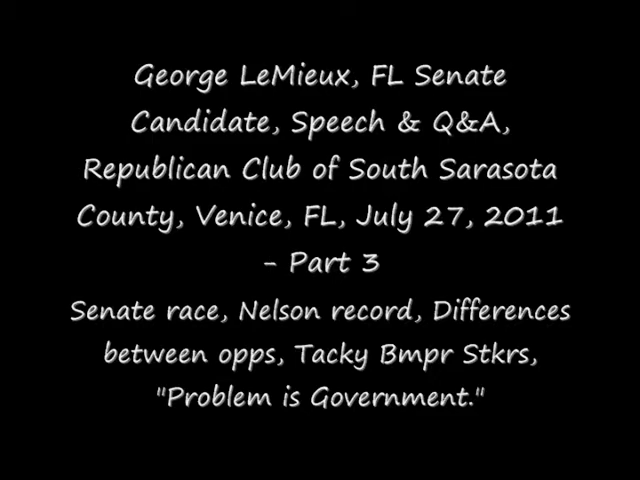 George LeMieux, FL Senate
Candidate, Speech & Q&A,
Republican Club of South Sarasota
County, Venice, FL, July 27, 2011
- Part 3
Senate race, Nelson record, Differences
between opps, Tacky Bmpr Stkrs,
"Problem is Government."